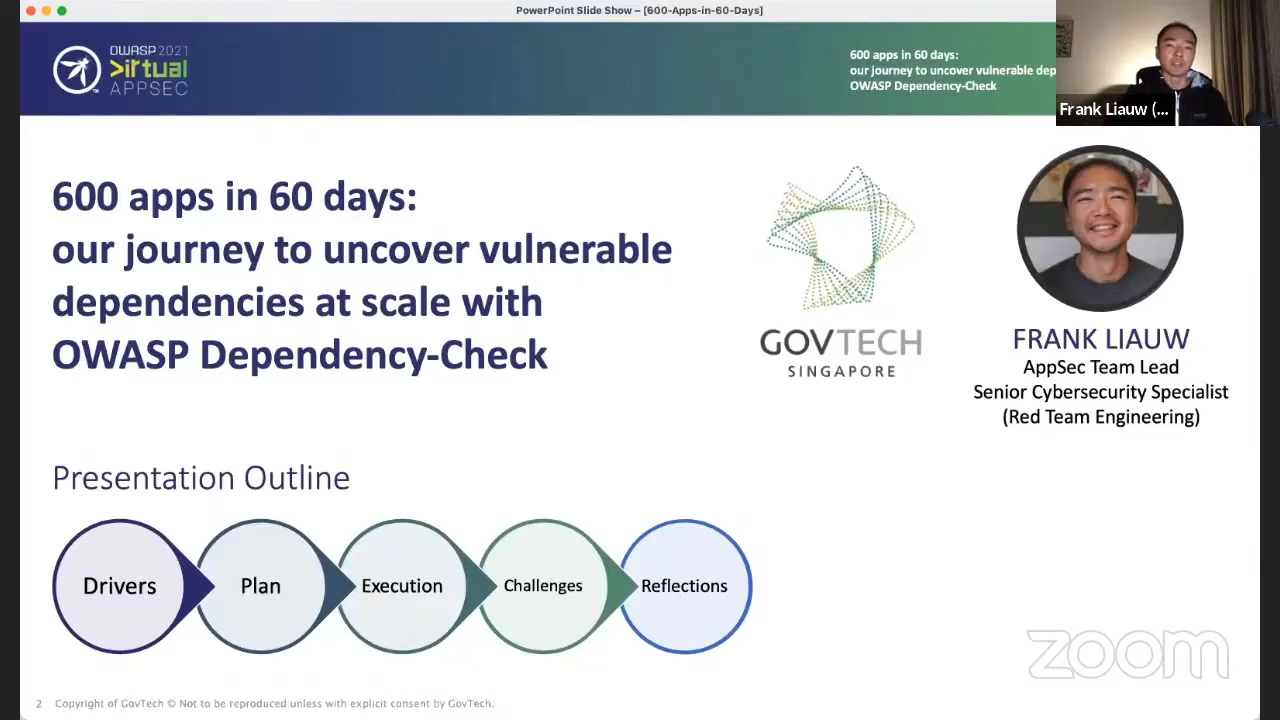 PowerPoint Slide Show – [600-Apps-in-60-Days]
OWASP 2021
>irtual
APPSEC
600 apps in 60 days:
our journey to uncover vulnerable dep
OWASP Dependency-Check
Frank Liauw (...
600 apps in 60 days:
our journey to uncover vulnerable
dependencies at scale with
OWASP Dependency-Check
GOVTECH
SINGAPORE
FRANK LIAUW
AppSec Team Lead
Senior Cybersecurity Specialist
(Red Team Engineering)
Presentation Outline
Drivers
Plan
Execution
Challenges
Reflections
zoom
2 Copyright of GovTech © Not to be reproduced unless with explicit consent by GovTech.